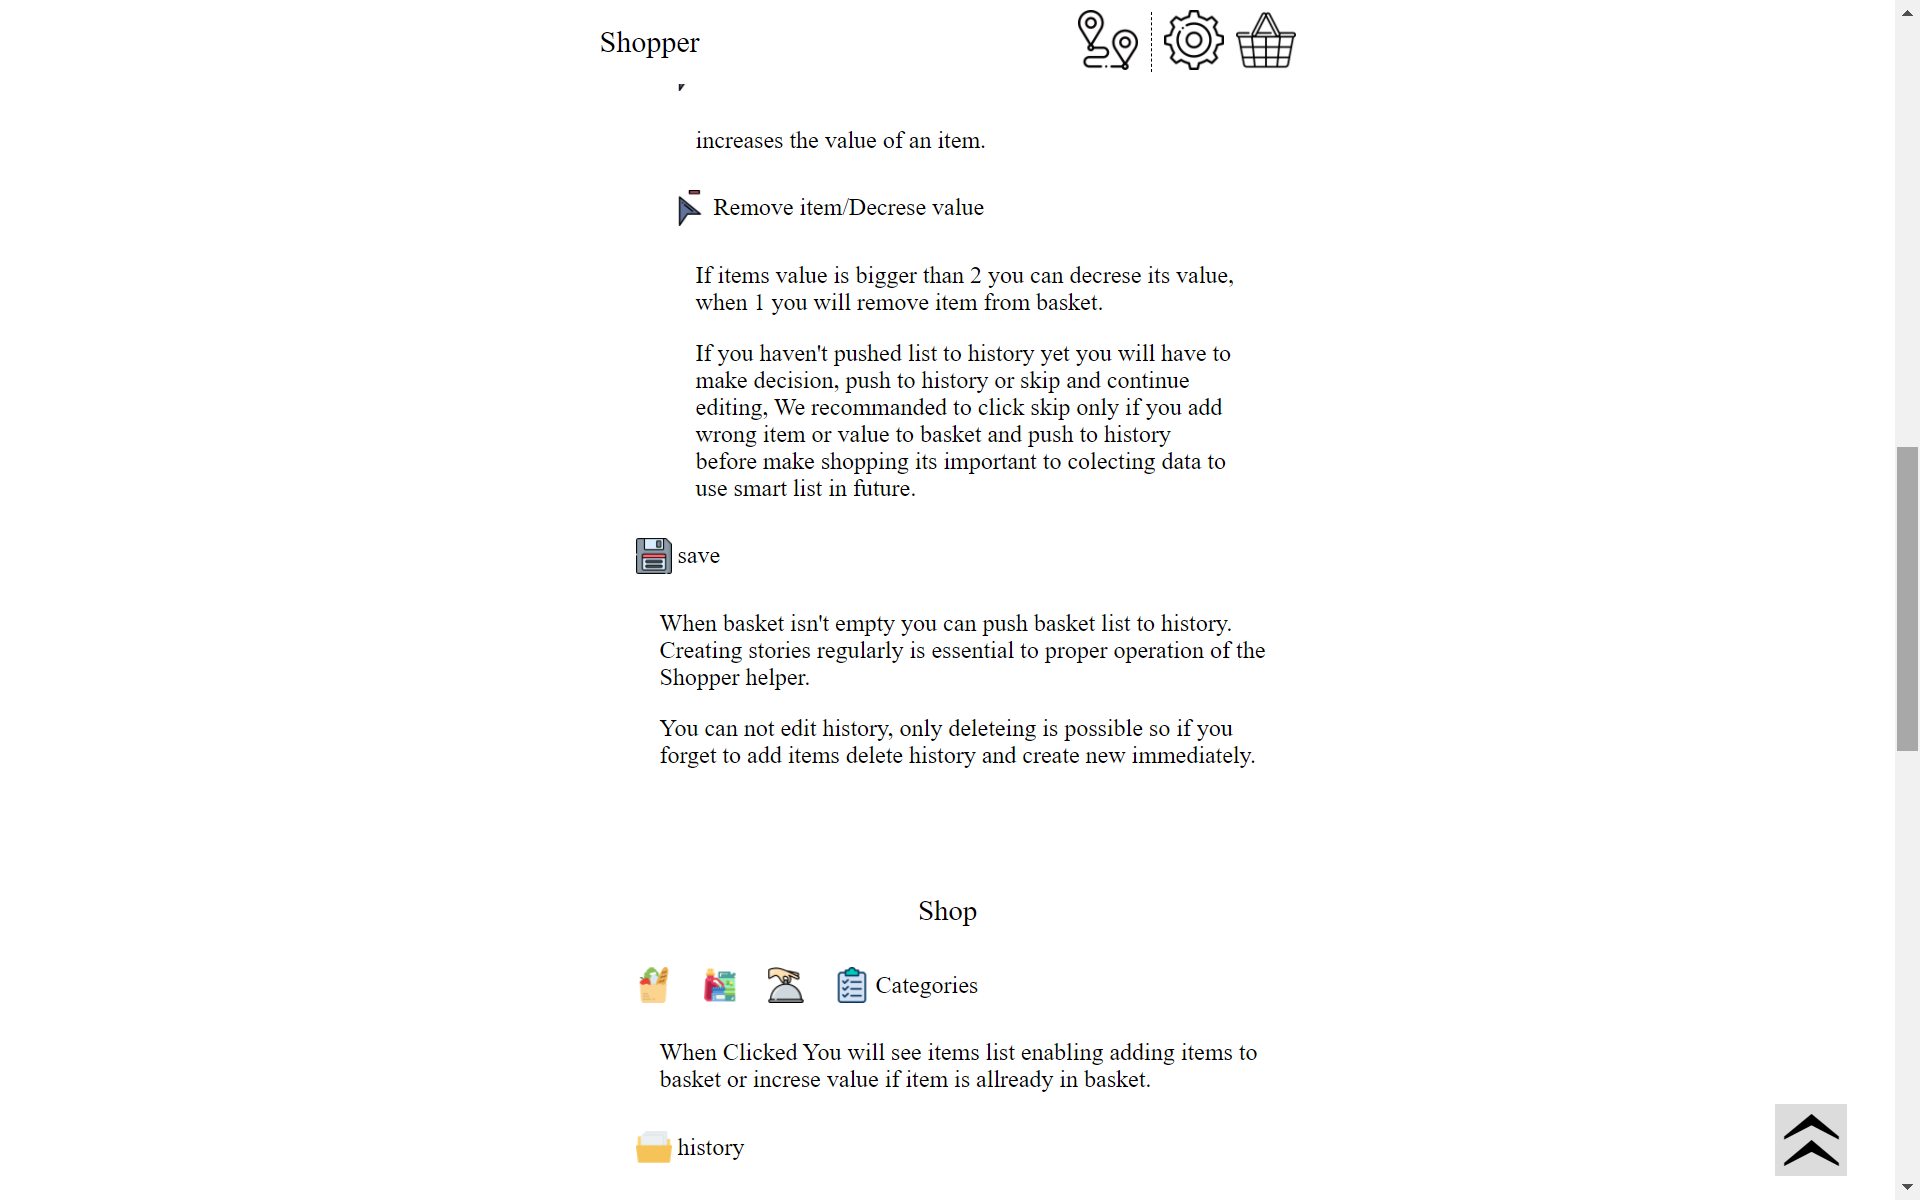 Shopper
increases the value of an item.
Remove item/Decrese value
If items value is bigger than 2 you can decrese its value,
when 1 you will remove item from basket.
If you haven't pushed list to history yet you will have to
make decision, push to history or skip and continue
editing, We recommanded to click skip only if you add
wrong item or value to basket and push to history
before make shopping its important to colecting data to
use smart list in future.
save
When basket isn't empty you can push basket list to history.
Creating stories regularly is essential to proper operation of the
Shopper helper.
You can not edit history, only deleteing is possible so if you
forget to add items delete history and create new immediately.
Shop
Categories
When Clicked You will see items list enabling adding items to
basket or increse value if item is allready in basket.
history